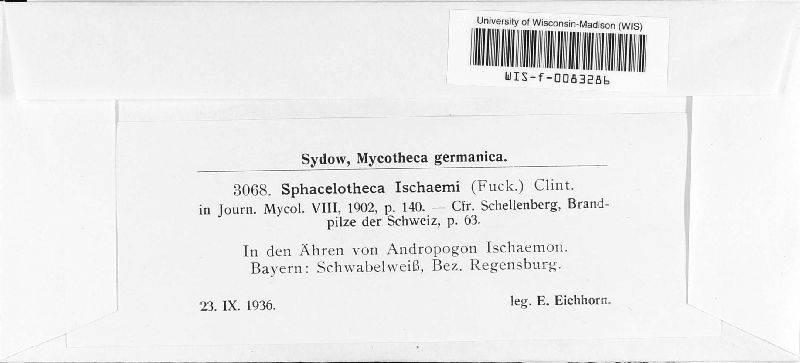 University of Wisconsin-Madison (WIS)
WIS-f-0083286
Sydow, Mycotheca germanica.
3068. Sphacelotheca Ischaemi (Fuck.) Clint.
in Journ. Mycol. VIII, 1902, p. 140. — Cfr. Schellenberg, Brand-
pilze der Schweiz, p. 63.
In den Ähren von Andropogon Ischaemon.
Bayern: Schwabelweiß, Bez. Regensburg.
23. IX. 1936. leg. E. Eichhorn.